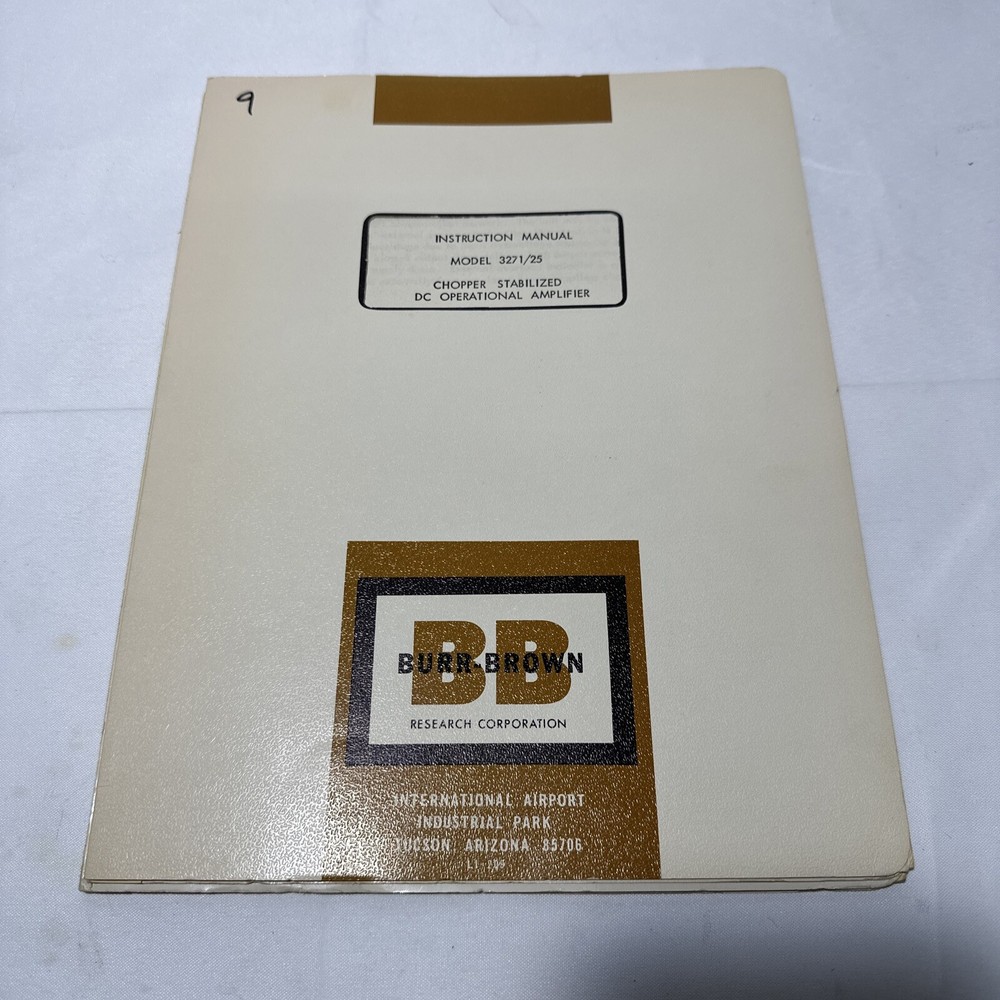 9
INSTRUCTION MANUAL
MODEL 3271/25
CHOPPER STABILIZED
DC OPERATIONAL AMPLIFIER
BB
BURR-BROWN
RESEARCH CORPORATION
INTERNATIONAL AIRPORT
INDUSTRIAL PARK
TUCSON ARIZONA 85706